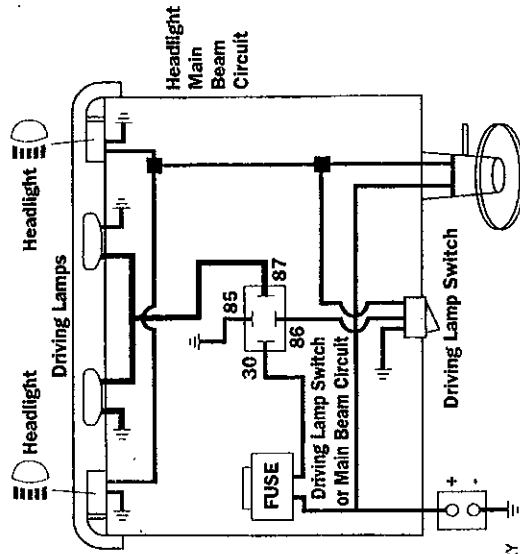 Headlight
Driving Lamps
Headlight
Headlight
Main
Beam
Circuit
85
87
30
86
FUSE
Driving Lamp Switch
or Main Beam Circuit
Driving Lamp Switch
+
-
Y